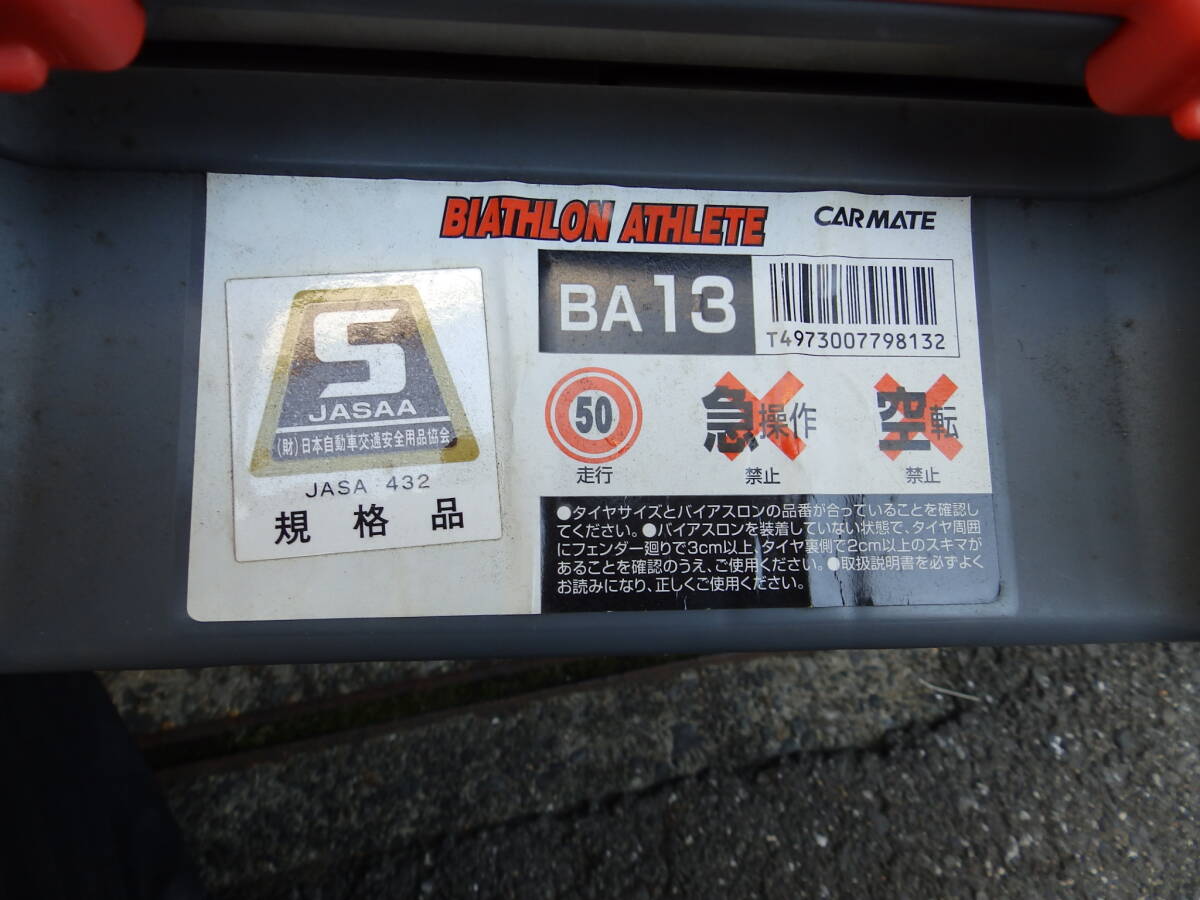 BIATHLON ATHLETE
CARMATE
BA13
T4973007798132
S
JASAA
(財)日本自動車交通安全用品協会
JASA 432
規格品
50
走行
急操作
禁止
空転
禁止
●タイヤサイズとバイアスロンの品番が合っていることを確認し
てください。●バイアスロンを装着していない状態で、タイヤ周囲
にフェンダー廻りで3cm以上、タイヤ裏側で2cm以上のスキマが
あることを確認のうえ、ご使用ください。●取扱説明書を必ずよく
お読みになり、正しくご使用ください。